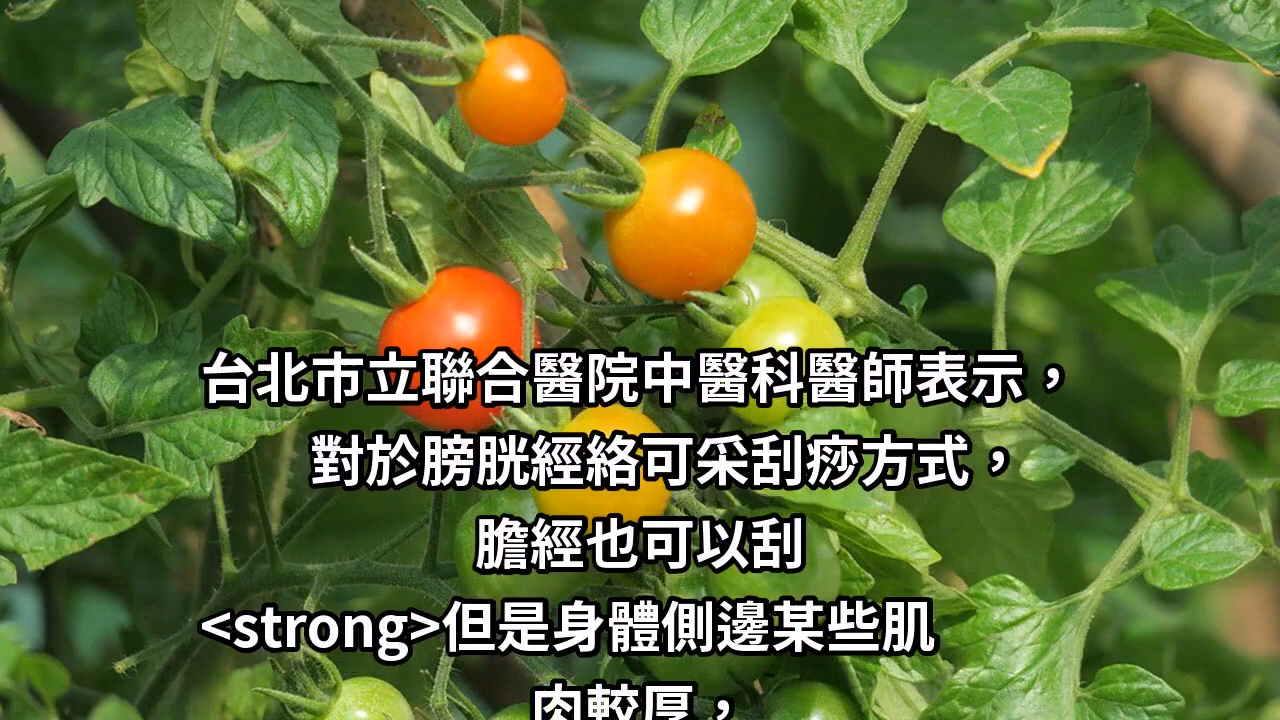 台北市立聯合醫院中醫科醫師表示，
對於膀胱經絡可采刮痧方式，
膽經也可以刮
<strong>但是身體側邊某些肌
肉較厚，